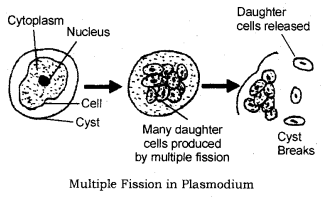 Cytoplasm
Nucleus
Cell
Cyst
Many daughter
cells produced
by multiple fission
Daughter
cells released
Cyst
Breaks
Multiple Fission in Plasmodium